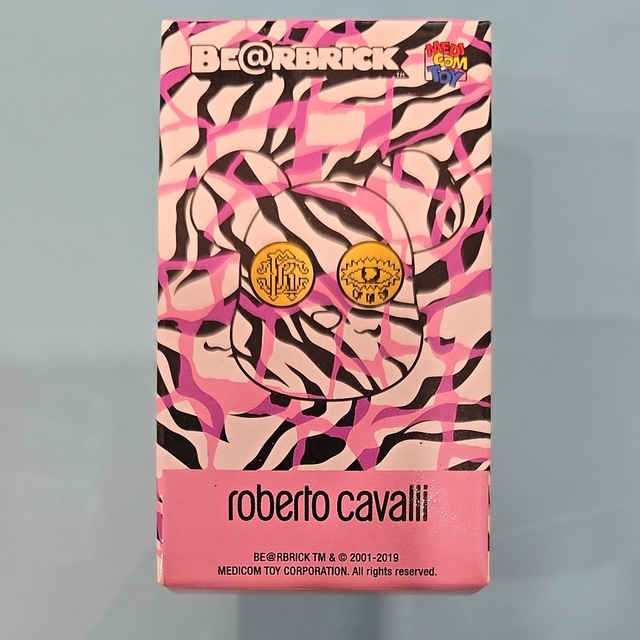 BE@RBRICK TM
MEDI
COM
TOY
roberto cavalli
BE@RBRICK TM & © 2001-2019
MEDICOM TOY CORPORATION. All rights reserved.